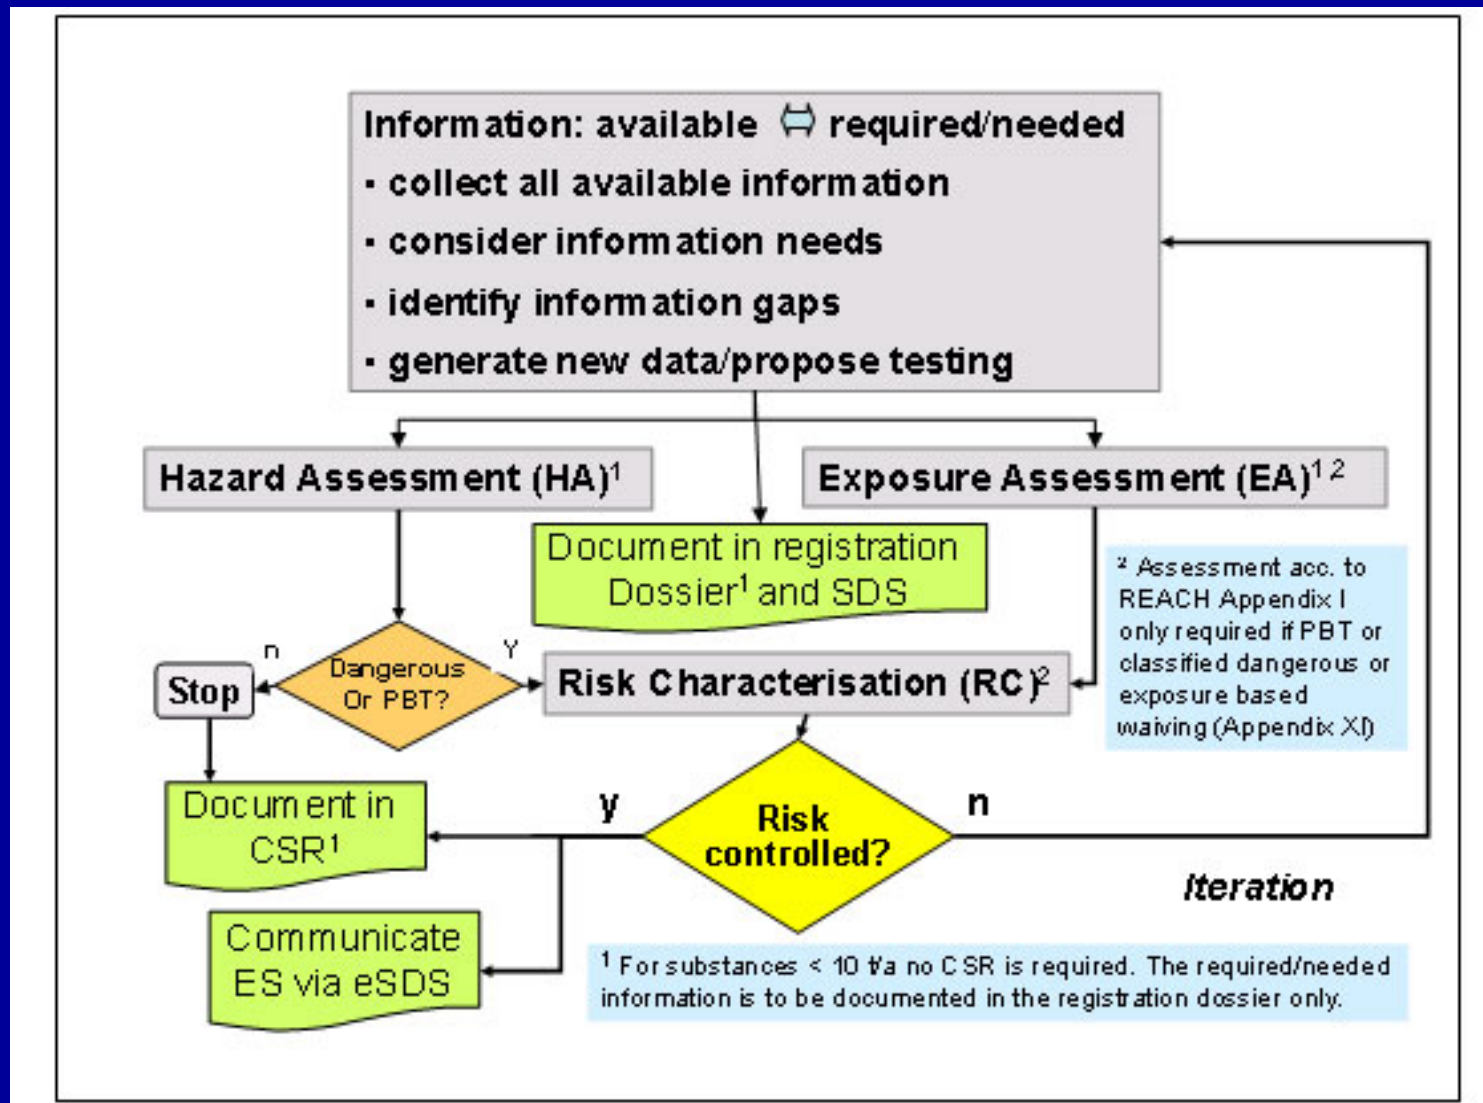 Information: available ⇔ required/needed
▪ collect all available information
▪ consider information needs
▪ identify information gaps
▪ generate new data/propose testing
Hazard Assessment (HA)¹
Exposure Assessment (EA)¹ ²
Document in registration
Dossier¹ and SDS
² Assessment acc. to
REACH Appendix I
only required if PBT or
classified dangerous or
exposure based
waiving (Appendix XI)
n
Dangerous
Or PBT?
Y
Stop
Risk Characterisation (RC)²
Document in
CSR¹
y
Risk
controlled?
n
Iteration
Communicate
ES via eSDS
¹ For substances < 10 t/a no CSR is required. The required/needed
information is to be documented in the registration dossier only.